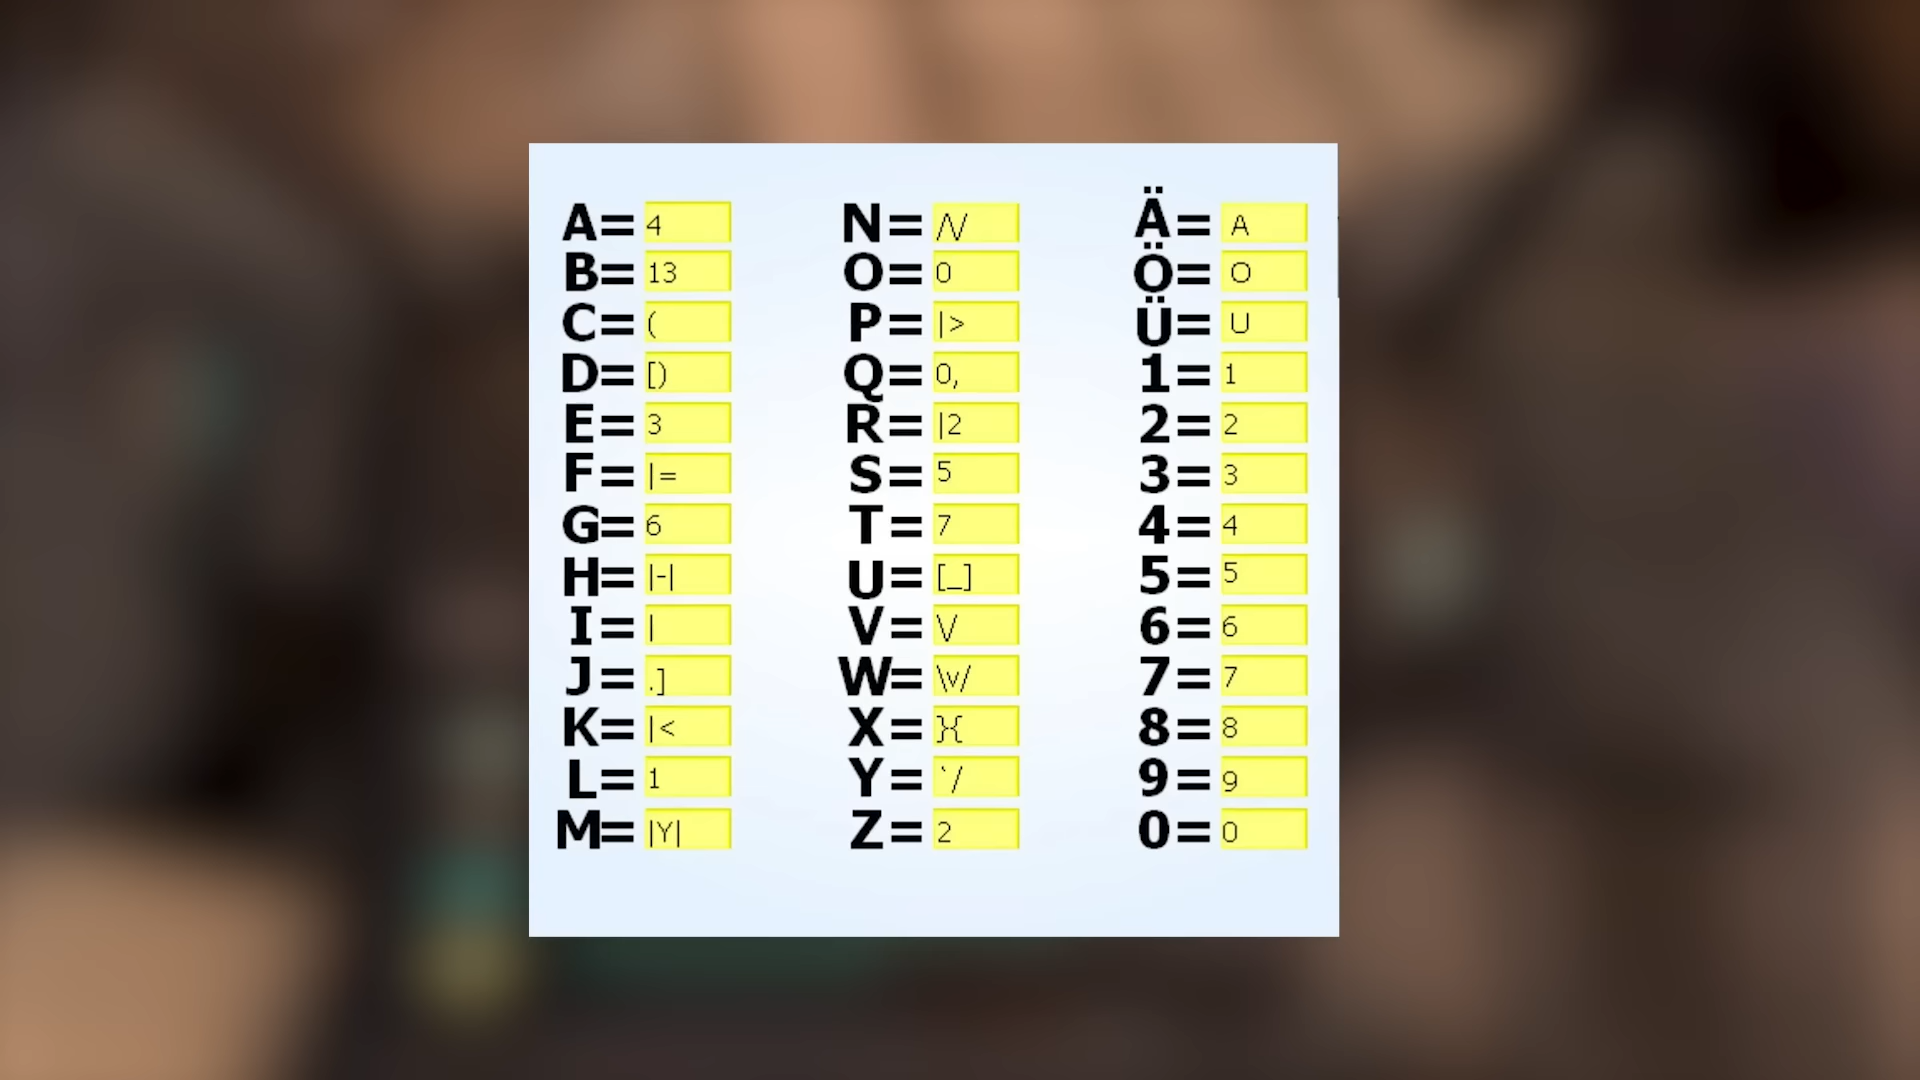 A= 4 N= /\/ Ä= A
B= 13 O= 0 Ö= O
C= ( P= |> Ü= U
D= [) Q= 0, 1= 1
E= 3 R= |2 2= 2
F= |= S= 5 3= 3
G= 6 T= 7 4= 4
H= |-| U= [_] 5= 5
I= | V= \/ 6= 6
J= .] W= \v/ 7= 7
K= |< X= }{ 8= 8
L= 1 Y= `/ 9= 9
M= |Y| Z= 2 0= 0